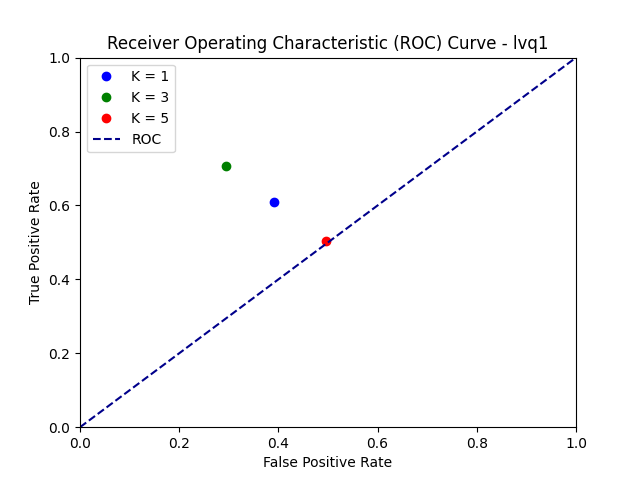 Receiver Operating Characteristic (ROC) Curve - lvq1
K = 1
K = 3
K = 5
ROC
True Positive Rate
1.0
0.8
0.6
0.4
0.2
0.0
0.0 0.2 0.4 0.6 0.8 1.0
False Positive Rate